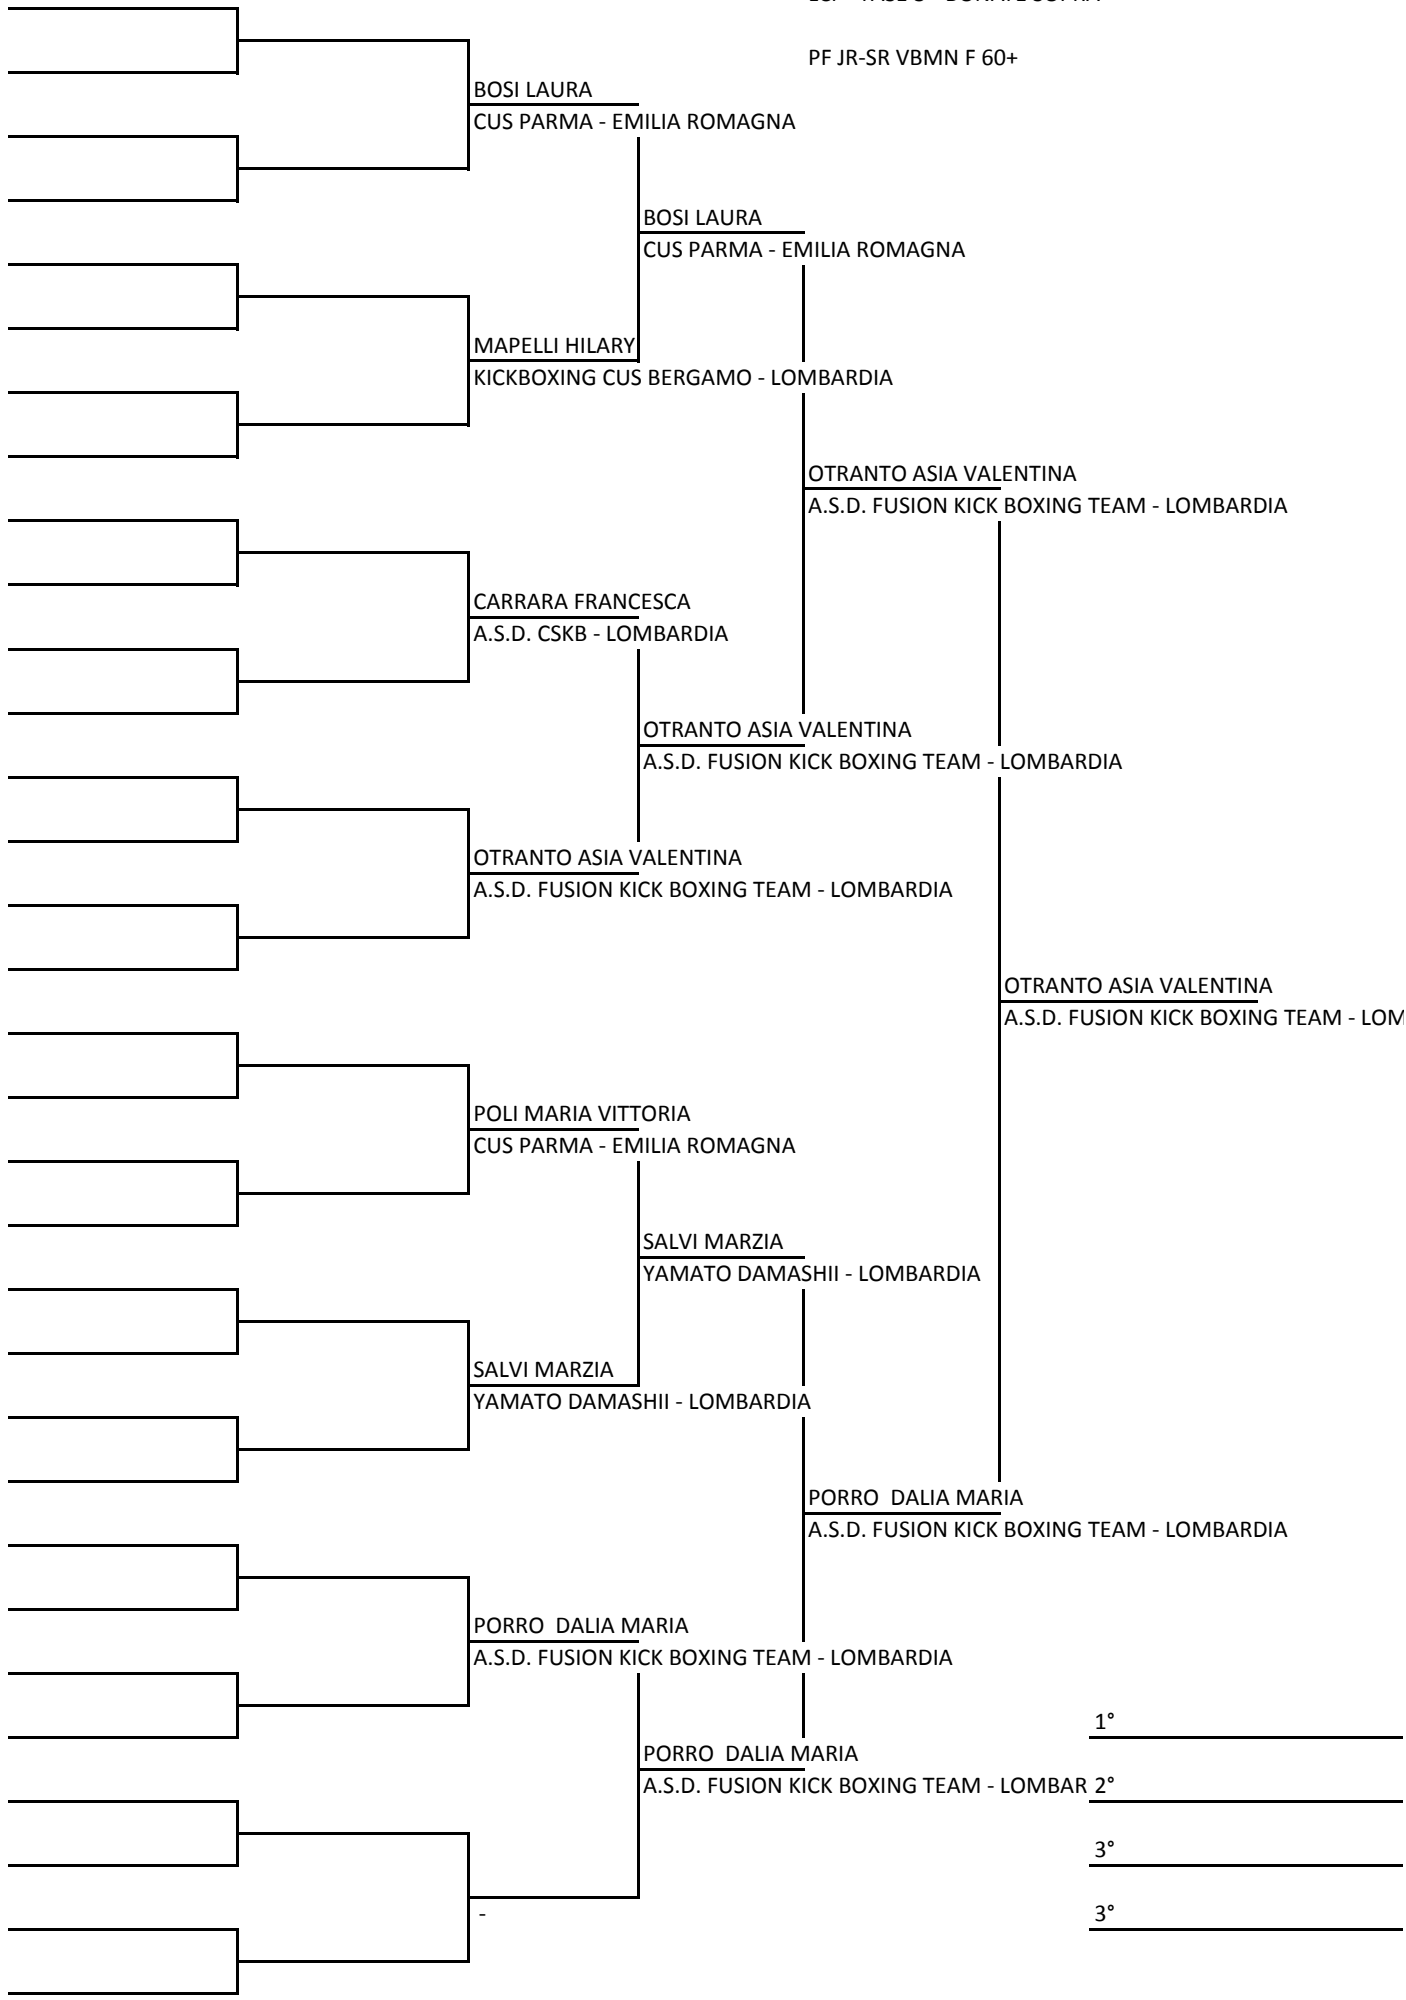 PF JR-SR VBMN F 60+
BOSI LAURA
CUS PARMA - EMILIA ROMAGNA
BOSI LAURA
CUS PARMA - EMILIA ROMAGNA
MAPELLI HILARY
KICKBOXING CUS BERGAMO - LOMBARDIA
OTRANTO ASIA VALENTINA
A.S.D. FUSION KICK BOXING TEAM - LOMBARDIA
CARRARA FRANCESCA
A.S.D. CSKB - LOMBARDIA
OTRANTO ASIA VALENTINA
A.S.D. FUSION KICK BOXING TEAM - LOMBARDIA
OTRANTO ASIA VALENTINA
A.S.D. FUSION KICK BOXING TEAM - LOMBARDIA
OTRANTO ASIA VALENTINA
A.S.D. FUSION KICK BOXING TEAM - LOM
POLI MARIA VITTORIA
CUS PARMA - EMILIA ROMAGNA
SALVI MARZIA
YAMATO DAMASHII - LOMBARDIA
SALVI MARZIA
YAMATO DAMASHII - LOMBARDIA
PORRO  DALIA MARIA
A.S.D. FUSION KICK BOXING TEAM - LOMBARDIA
PORRO  DALIA MARIA
A.S.D. FUSION KICK BOXING TEAM - LOMBARDIA
1°
PORRO  DALIA MARIA
A.S.D. FUSION KICK BOXING TEAM - LOMBAR 2°
3°
-
3°